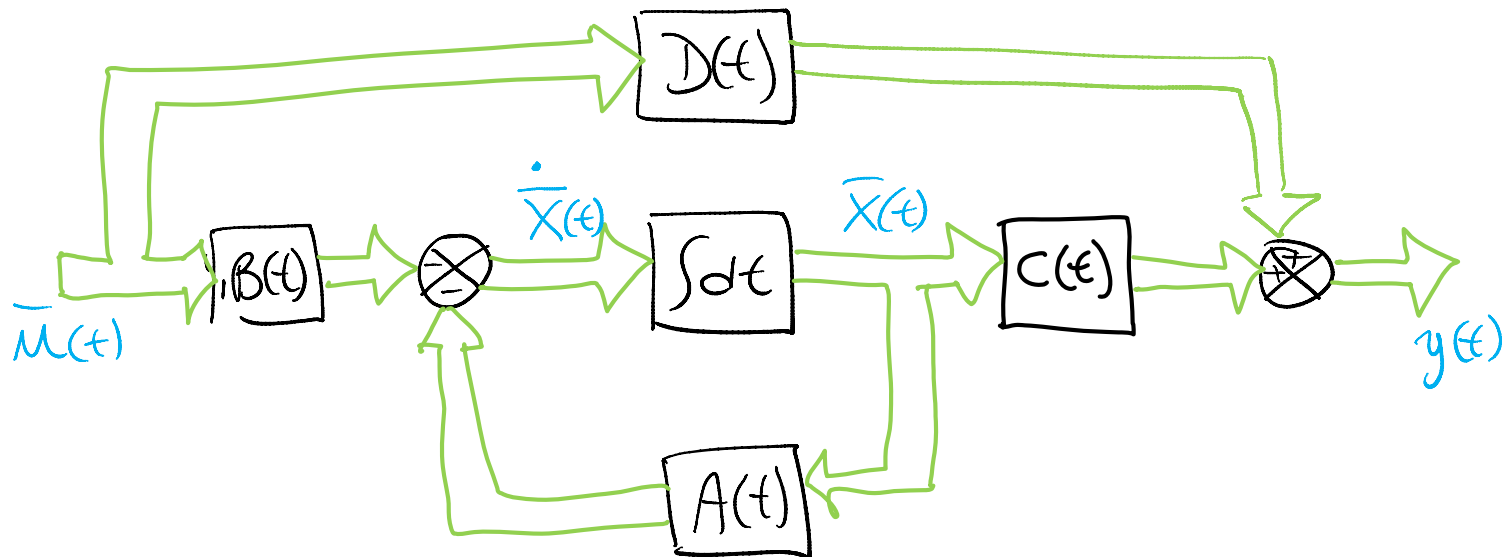 D(t)
ẋ̄(t)
x̄(t)
B(t)
-
-
∫dt
C(t)
+
+
ū(t)
y(t)
A(t)